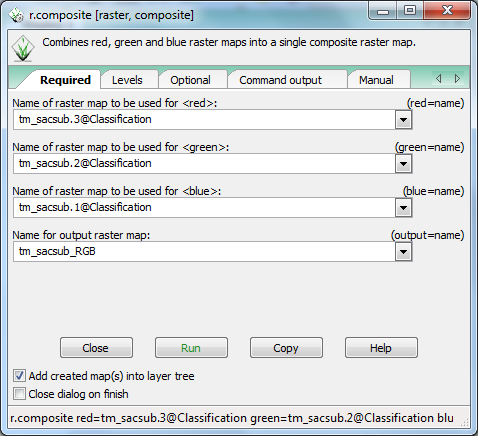 r.composite [raster, composite]
Combines red, green and blue raster maps into a single composite raster map.
Required Levels Optional Command output Manual
Name of raster map to be used for <red>: (red=name)
tm_sacsub.3@Classification
Name of raster map to be used for <green>: (green=name)
tm_sacsub.2@Classification
Name of raster map to be used for <blue>: (blue=name)
tm_sacsub.1@Classification
Name for output raster map: (output=name)
tm_sacsub_RGB
Close Run Copy Help
Add created map(s) into layer tree
Close dialog on finish
r.composite red=tm_sacsub.3@Classification green=tm_sacsub.2@Classification blu